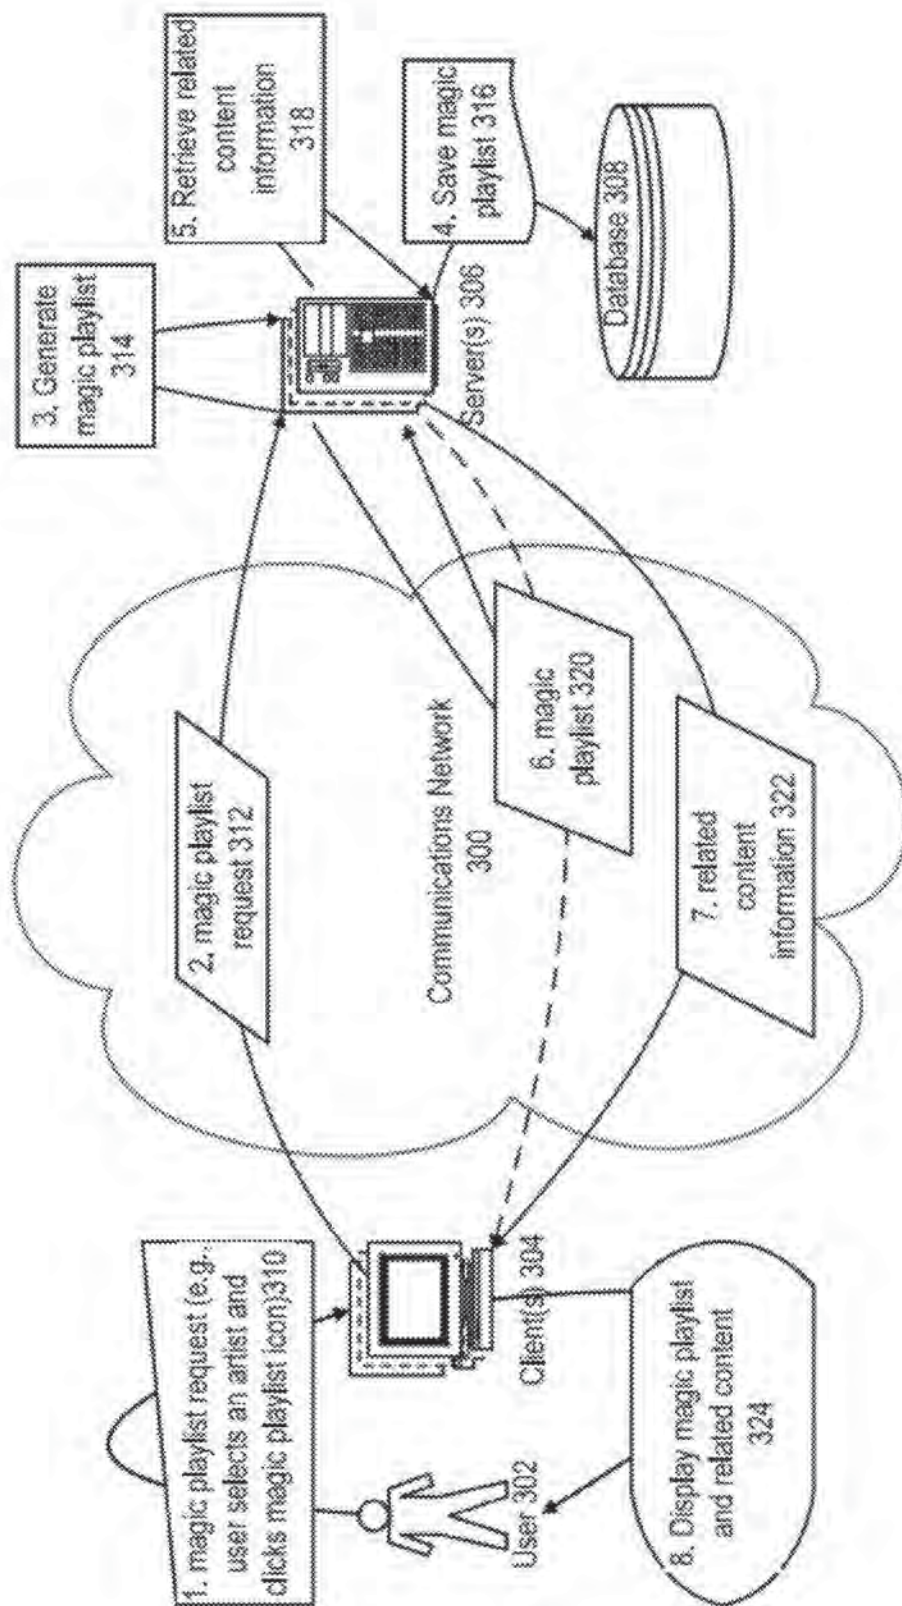 1. magic playlist request (e.g.,
user selects an artist and
clicks magic playlist icon)310
User 302
Client(s) 304
8. Display magic playlist
and related content
324
2. magic playlist
request 312
Communications Network
300
6. magic
playlist 320
7. related
content
information 322
3. Generate
magic playlist
314
Server(s) 306
5. Retrieve related
content
information
318
4. Save magic
playlist 316
Database 308